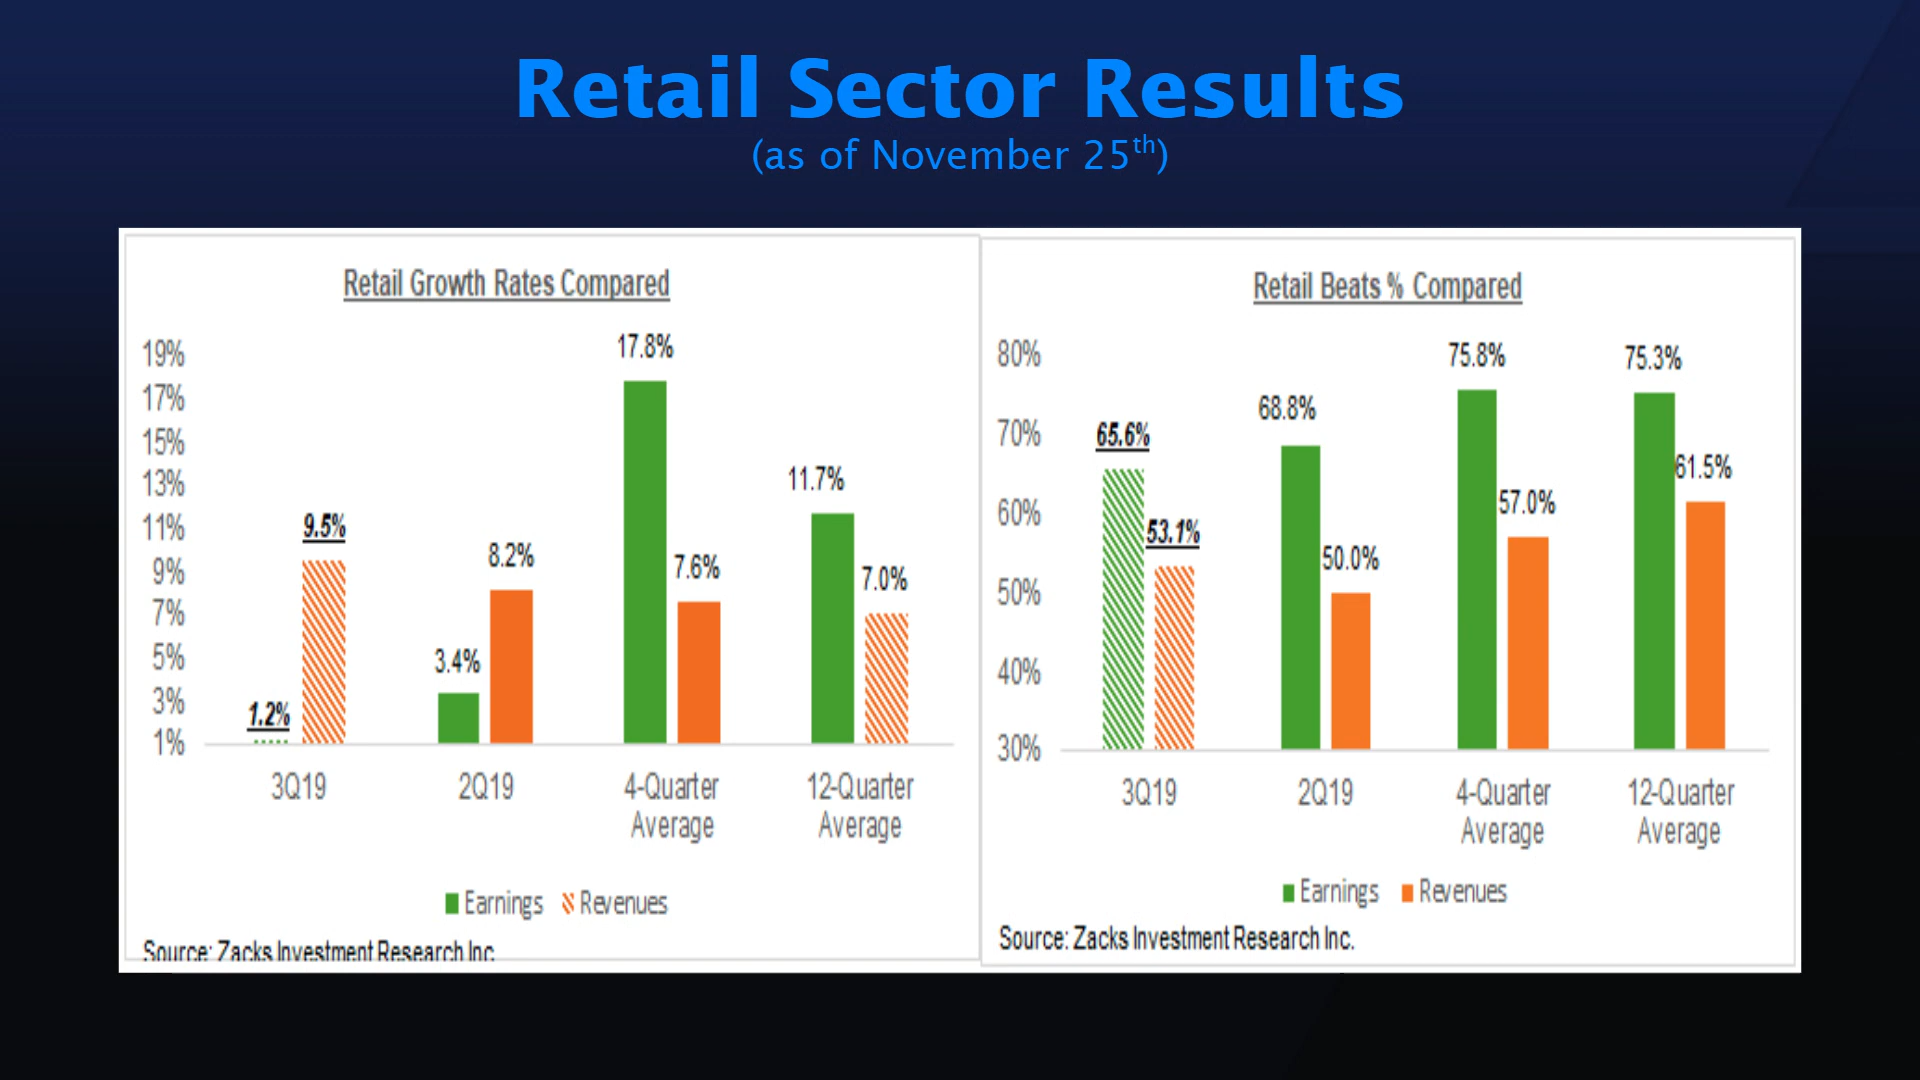 Retail Sector Results
(as of November 25th)
Retail Growth Rates Compared
19%
17%
15%
13%
11%
9%
7%
5%
3%
1%
1.2%
9.5%
3.4%
8.2%
17.8%
7.6%
11.7%
7.0%
3Q19
2Q19
4-Quarter
Average
12-Quarter
Average
Earnings
Revenues
Source: Zacks Investment Research Inc
Retail Beats % Compared
80%
70%
60%
50%
40%
30%
65.6%
53.1%
68.8%
50.0%
75.8%
57.0%
75.3%
61.5%
3Q19
2Q19
4-Quarter
Average
12-Quarter
Average
Earnings
Revenues
Source: Zacks Investment Research Inc.